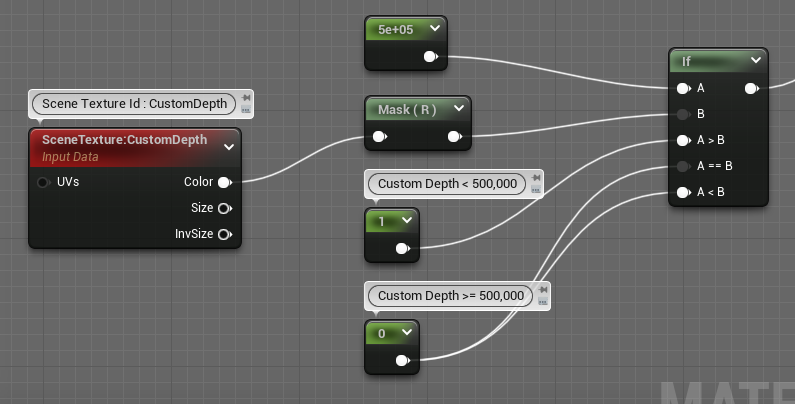 5e+05
If
Scene Texture Id : CustomDepth
A
Mask ( R )
B
SceneTexture:CustomDepth
Input Data
A > B
UVs
Color
Custom Depth < 500,000
A == B
Size
A < B
1
InvSize
Custom Depth >= 500,000
0